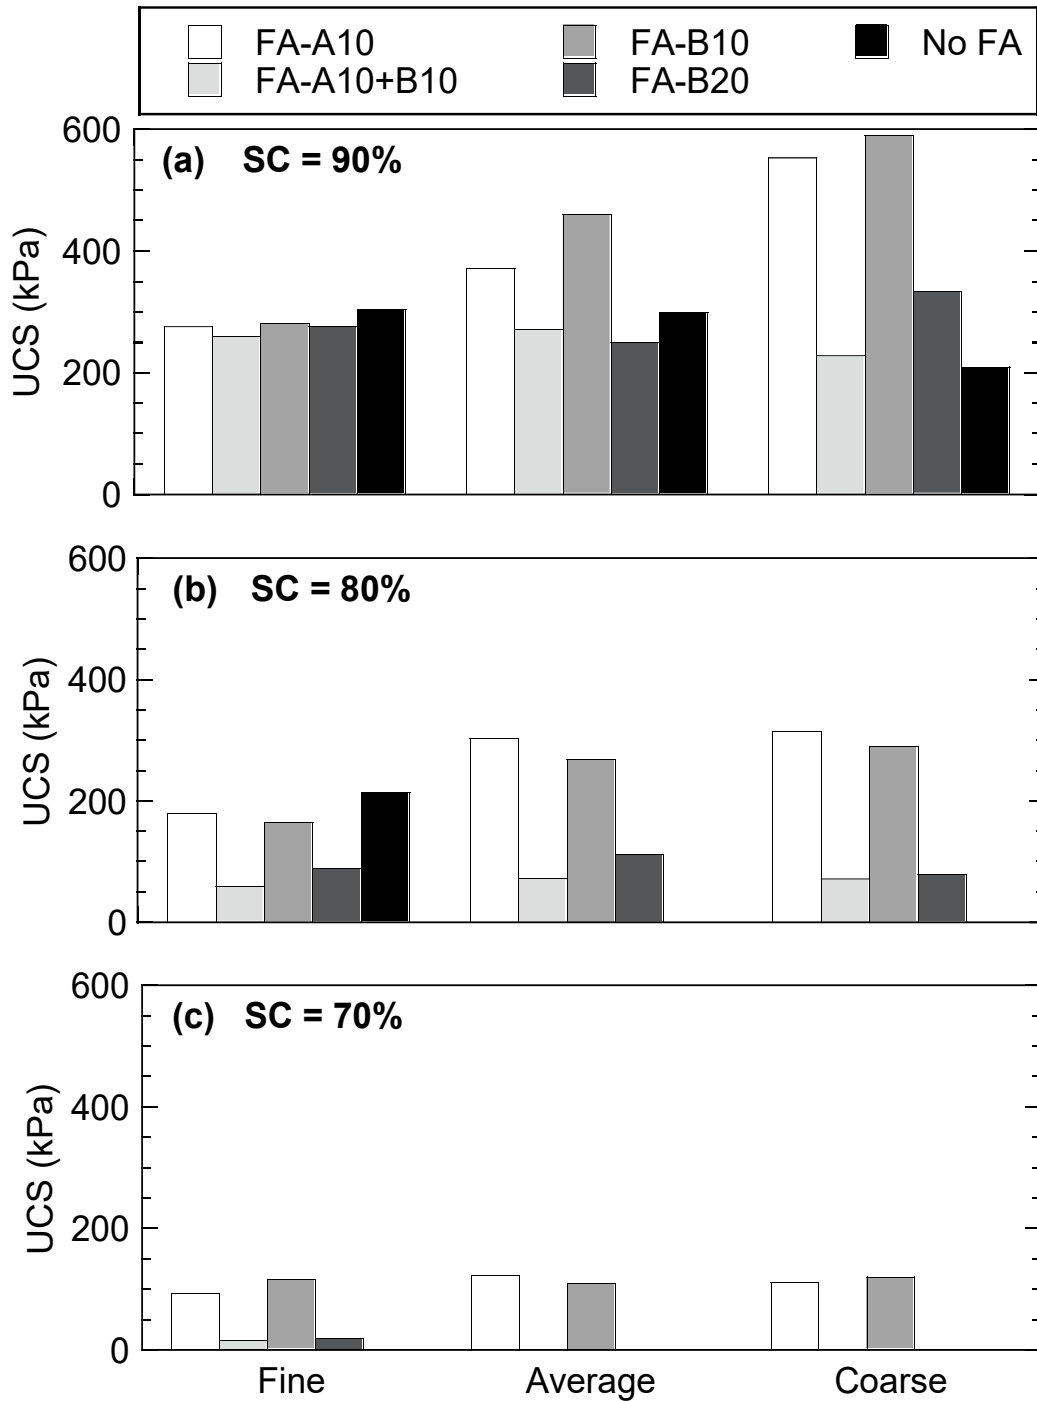 FA-A10 FA-B10 No FA
FA-A10+B10 FA-B20
600
(a) SC = 90%
400
UCS (kPa)
200
0
600
(b) SC = 80%
400
UCS (kPa)
200
0
600
(c) SC = 70%
400
UCS (kPa)
200
0
Fine Average Coarse